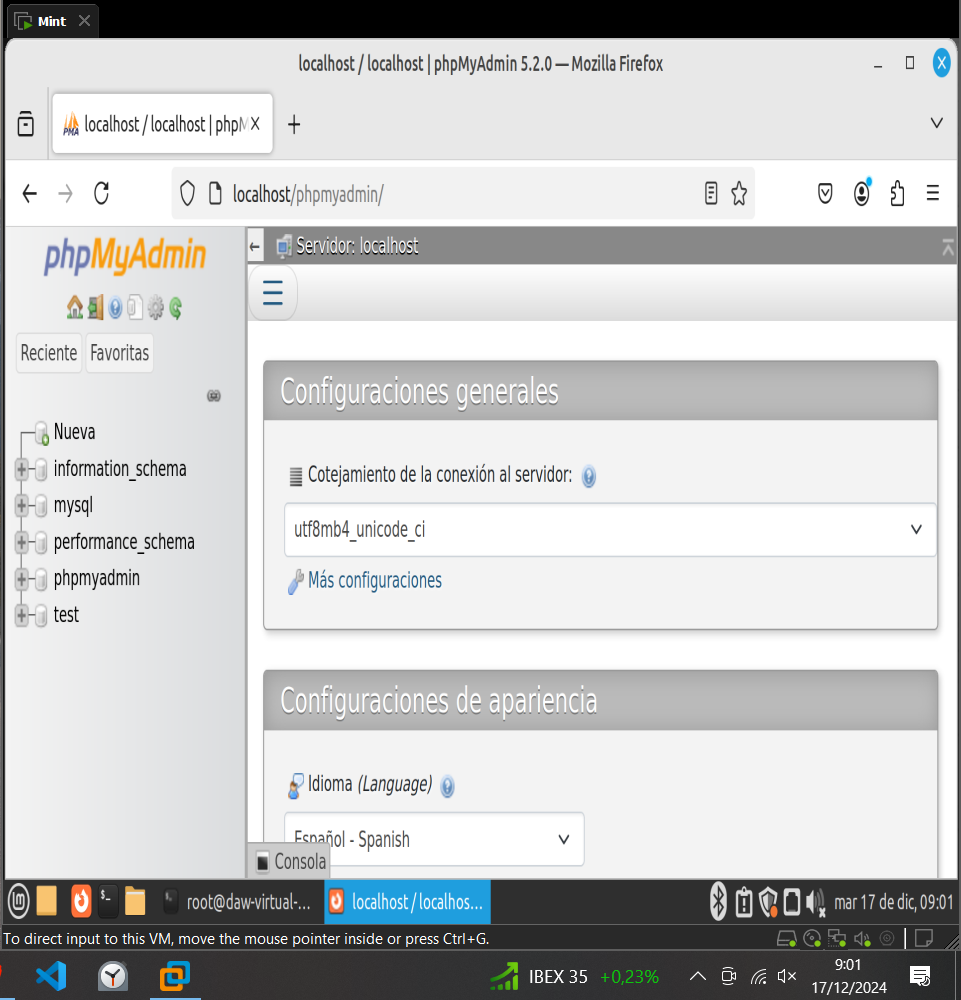 Mint
localhost / localhost | phpMyAdmin 5.2.0 — Mozilla Firefox
PMA
localhost / localhost | phpM
localhost/phpmyadmin/
phpMyAdmin
Servidor: localhost
Reciente
Favoritas
Nueva
information_schema
mysql
performance_schema
phpmyadmin
test
Configuraciones generales
Cotejamiento de la conexión al servidor:
utf8mb4_unicode_ci
Más configuraciones
Configuraciones de apariencia
Idioma (Language)
Español - Spanish
Consola
root@daw-virtual-...
localhost / localhos...
mar 17 de dic, 09:01
To direct input to this VM, move the mouse pointer inside or press Ctrl+G.
IBEX 35 +0,23%
9:01
17/12/2024